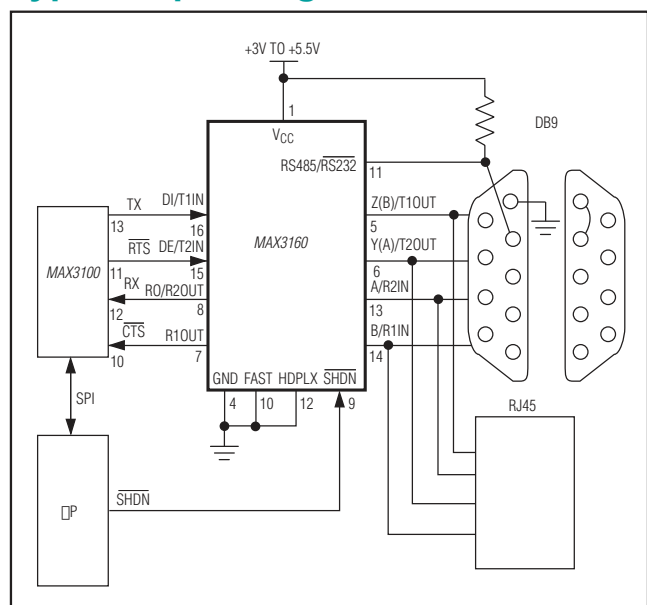 +3V TO +5.5V
1
VCC
DB9
RS485/RS232
11
TX
DI/T1IN
13
16
Z(B)/T1OUT
5
MAX3100
MAX3160
RTS
DE/T2IN
11
15
Y(A)/T2OUT
6
RX
RO/R2OUT
12
8
A/R2IN
13
CTS
R1OUT
10
7
B/R1IN
14
GND
FAST
HDPLX
SHDN
4
10
12
9
SPI
RJ45
□P
SHDN